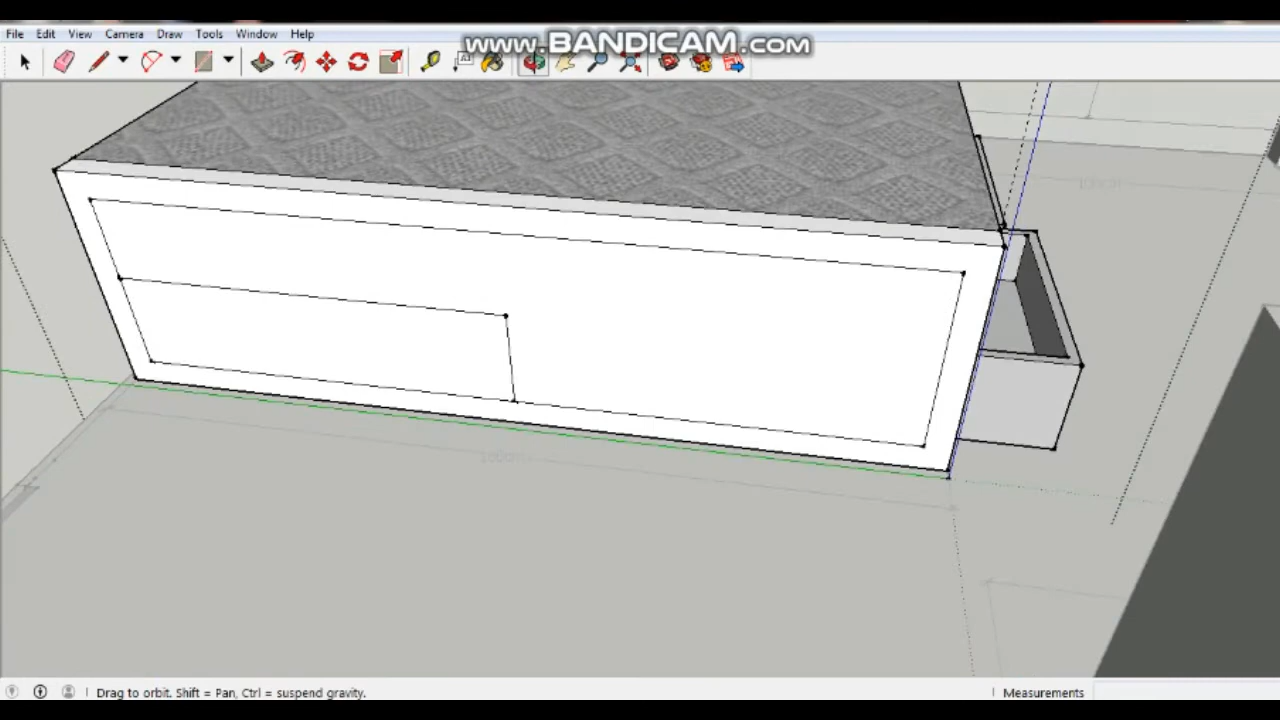 www.BANDICAM.com
File Edit View Camera Draw Tools Window Help
Drag to orbit. Shift = Pan, Ctrl = suspend gravity.
Measurements